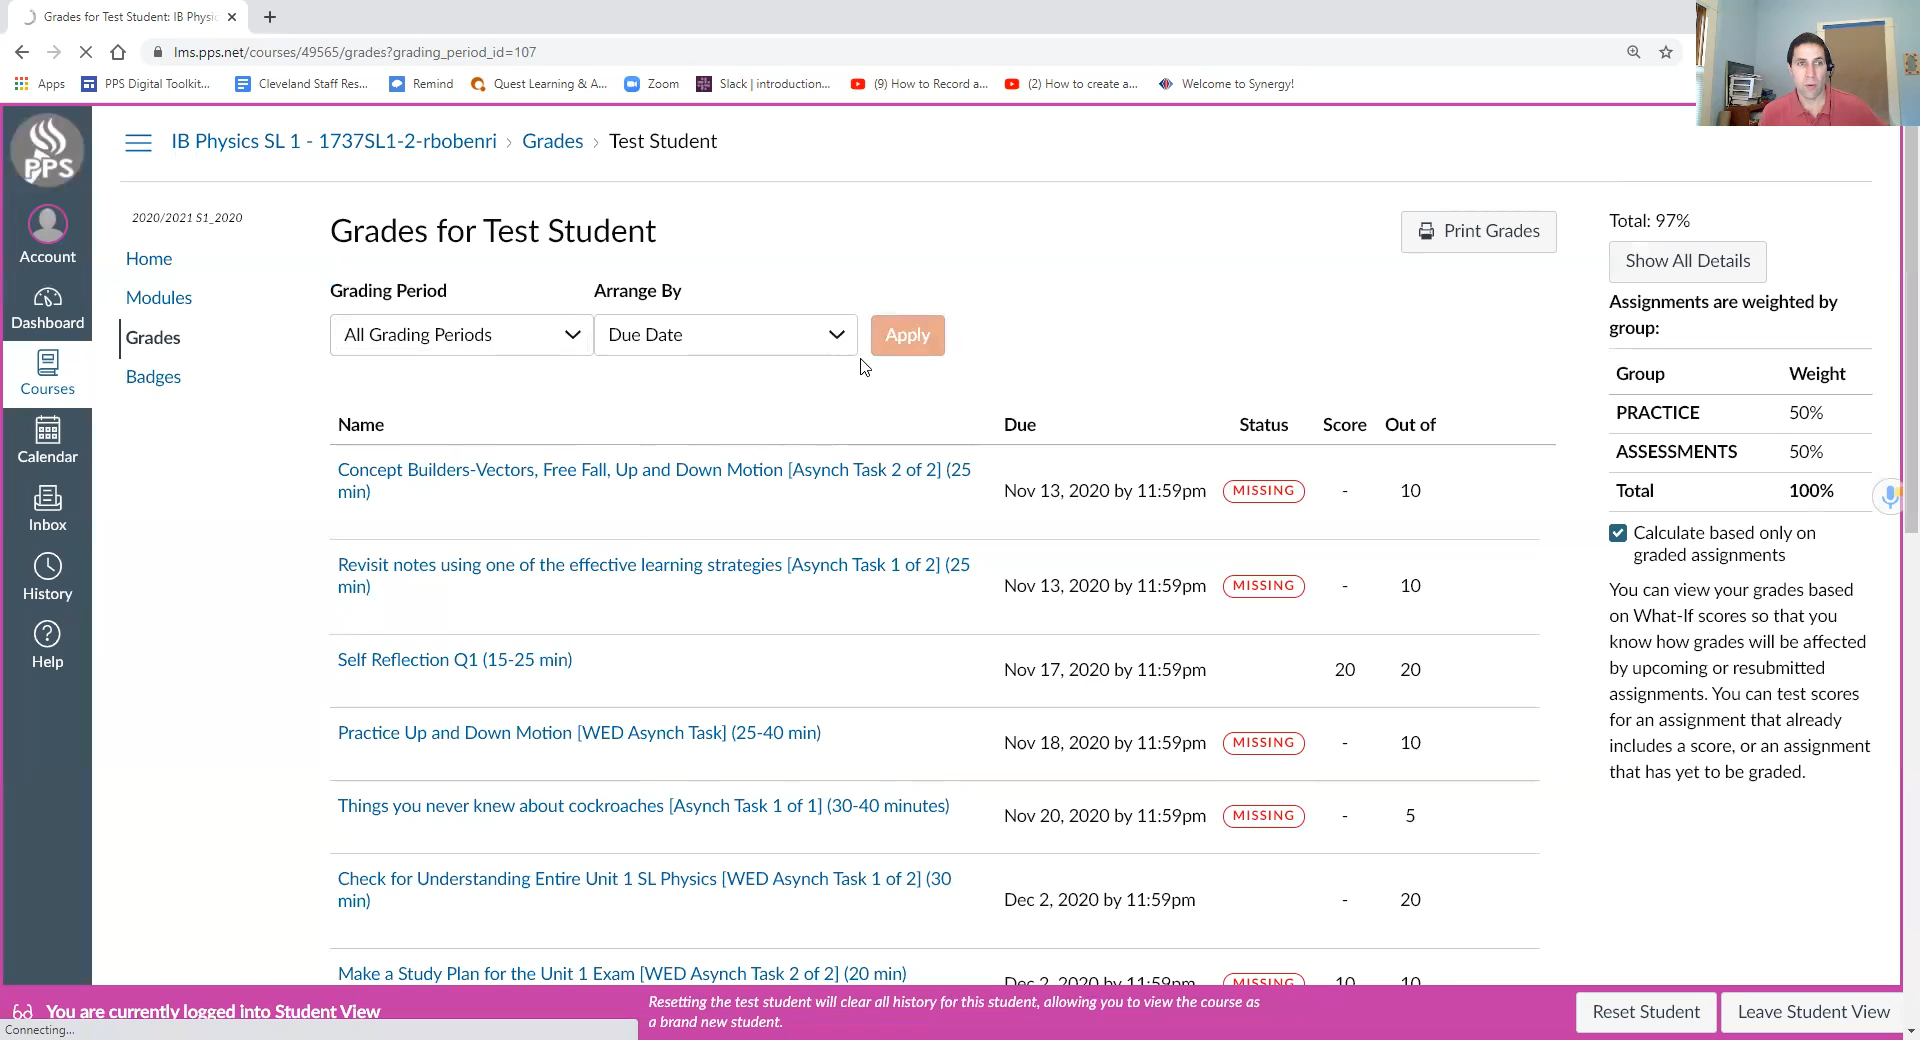 Grades for Test Student: IB Physic
lms.pps.net/courses/49565/grades?grading_period_id=107
Apps
PPS Digital Toolkit...
Cleveland Staff Res...
Remind
Quest Learning & A...
Zoom
Slack | introduction...
(9) How to Record a...
(2) How to create a...
Welcome to Synergy!
PPS
Account
Dashboard
Courses
Calendar
Inbox
History
Help
IB Physics SL 1 - 1737SL1-2-rbobenri › Grades › Test Student
2020/2021 S1_2020
Home
Modules
Grades
Badges
Grades for Test Student
Print Grades
Grading Period Arrange By
All Grading Periods Due Date Apply
Name Due Status Score Out of
Concept Builders-Vectors, Free Fall, Up and Down Motion [Asynch Task 2 of 2] (25
min)
Nov 13, 2020 by 11:59pm MISSING - 10
Revisit notes using one of the effective learning strategies [Asynch Task 1 of 2] (25
min)
Nov 13, 2020 by 11:59pm MISSING - 10
Self Reflection Q1 (15-25 min)
Nov 17, 2020 by 11:59pm 20 20
Practice Up and Down Motion [WED Asynch Task] (25-40 min)
Nov 18, 2020 by 11:59pm MISSING - 10
Things you never knew about cockroaches [Asynch Task 1 of 1] (30-40 minutes)
Nov 20, 2020 by 11:59pm MISSING - 5
Check for Understanding Entire Unit 1 SL Physics [WED Asynch Task 1 of 2] (30
min)
Dec 2, 2020 by 11:59pm - 20
Make a Study Plan for the Unit 1 Exam [WED Asynch Task 2 of 2] (20 min)
Dec 2, 2020 by 11:59pm MISSING 10 10
Total: 97%
Show All Details
Assignments are weighted by
group:
Group Weight
PRACTICE 50%
ASSESSMENTS 50%
Total 100%
Calculate based only on
graded assignments
You can view your grades based
on What-If scores so that you
know how grades will be affected
by upcoming or resubmitted
assignments. You can test scores
for an assignment that already
includes a score, or an assignment
that has yet to be graded.
You are currently logged into Student View
Connecting...
Resetting the test student will clear all history for this student, allowing you to view the course as
a brand new student.
Reset Student
Leave Student View